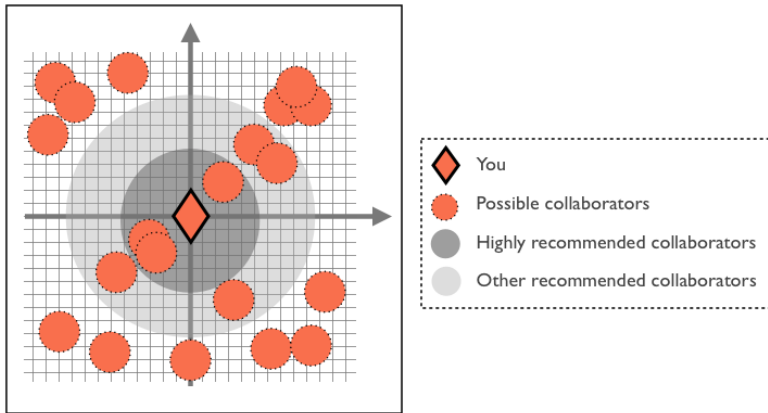 You
Possible collaborators
Highly recommended collaborators
Other recommended collaborators